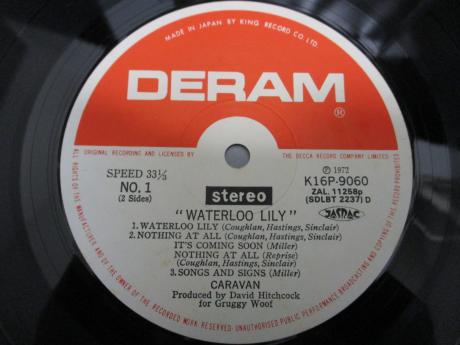 MADE IN JAPAN BY KING RECORD CO LTD.
DERAM
®
ORIGINAL RECORDING AND LICENSED BY THE DECCA RECORD COMPANY LIMITED
SPEED 33⅓
NO. 1
(2 Sides)
stereo
℗ 1972
K16P-9060
ZAL. 11258p
(SDLBT 2237) D
JASRAC
"WATERLOO LILY"
1. WATERLOO LILY (Coughlan, Hastings, Sinclair)
2. NOTHING AT ALL (Coughlan, Hastings, Sinclair)
IT'S COMING SOON (Miller)
NOTHING AT ALL (Reprise)
(Coughlan, Hastings, Sinclair)
3. SONGS AND SIGNS (Miller)
CARAVAN
Produced by David Hitchcock
for Gruggy Woof
ALL RIGHTS OF THE MANUFACTURER AND OF THE OWNER OF THE RECORDED WORK RESERVED · UNAUTHORISED PUBLIC PERFORMANCE BROADCASTING AND COPYING OF THIS RECORD PROHIBITED